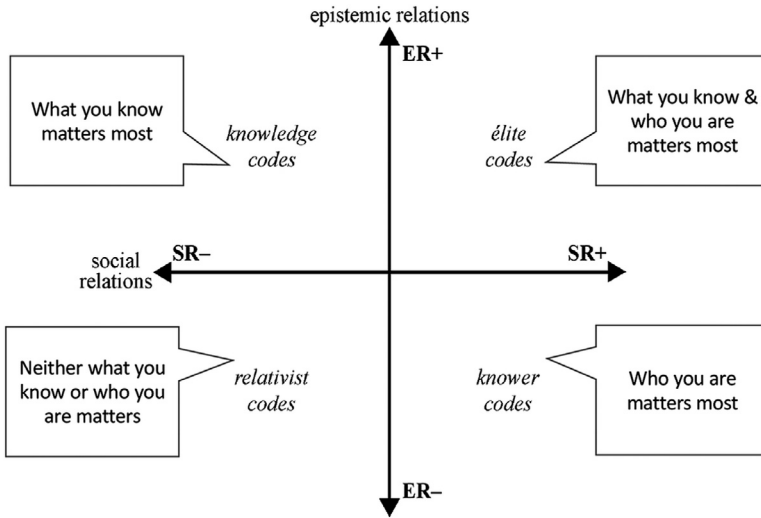 epistemic relations
ER+
What you know
matters most
knowledge
codes
élite
codes
What you know &
who you are
matters most
social
relations
SR–
SR+
Neither what you
know or who you
are matters
relativist
codes
knower
codes
Who you are
matters most
ER–